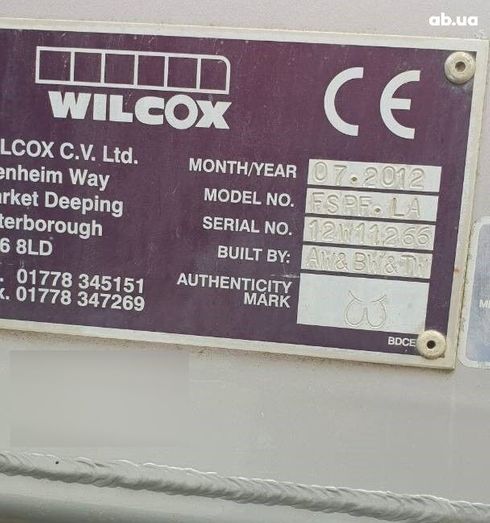 ab.ua
WILCOX
CE
LCOX C.V. Ltd.
enheim Way
arket Deeping
terborough
6 8LD
01778 345151
x. 01778 347269
MONTH/YEAR 07.2012
MODEL NO. FSPF.LA
SERIAL NO. 12W11266
BUILT BY: AW&BW&TW
AUTHENTICITY
MARK
BDCE